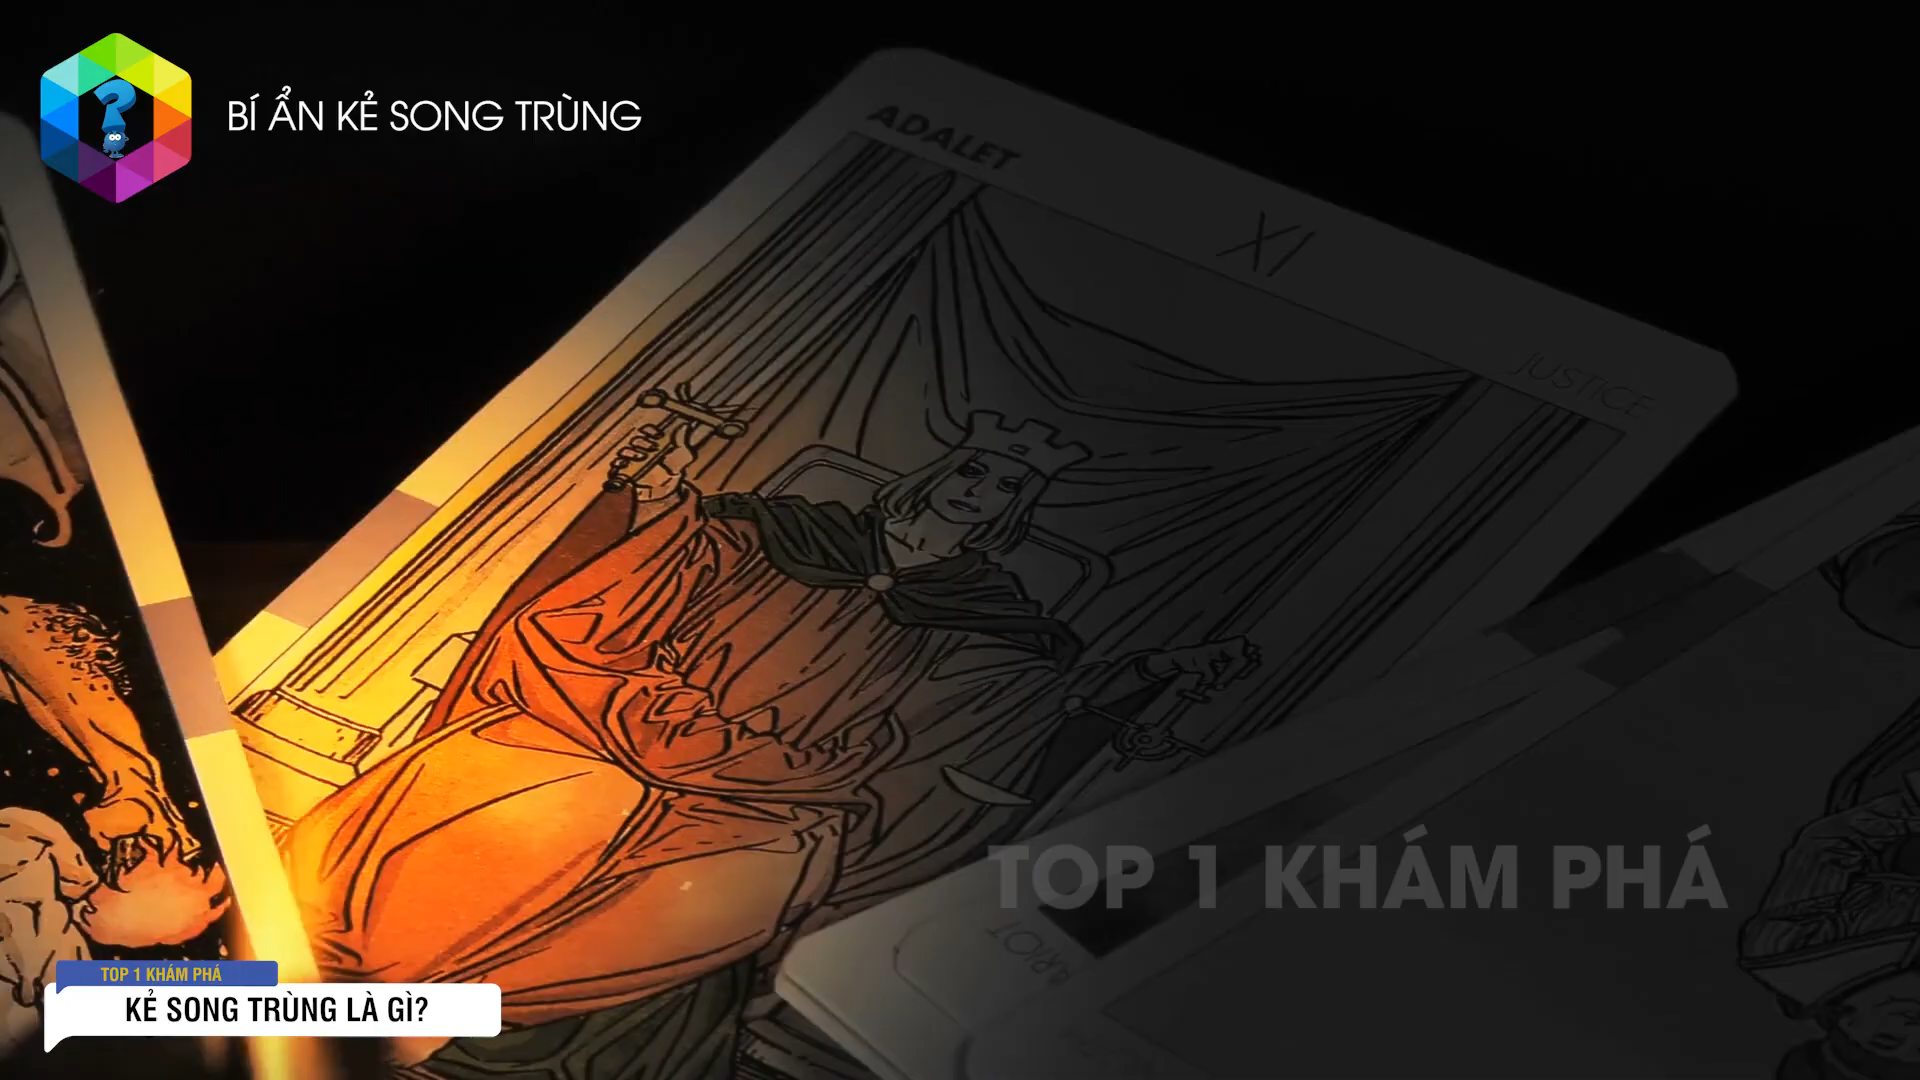 BÍ ẨN KẺ SONG TRÙNG
ADALET
XI
JUSTICE
TOP 1 KHÁM PHÁ
TOP 1 KHÁM PHÁ
KẺ SONG TRÙNG LÀ GÌ?